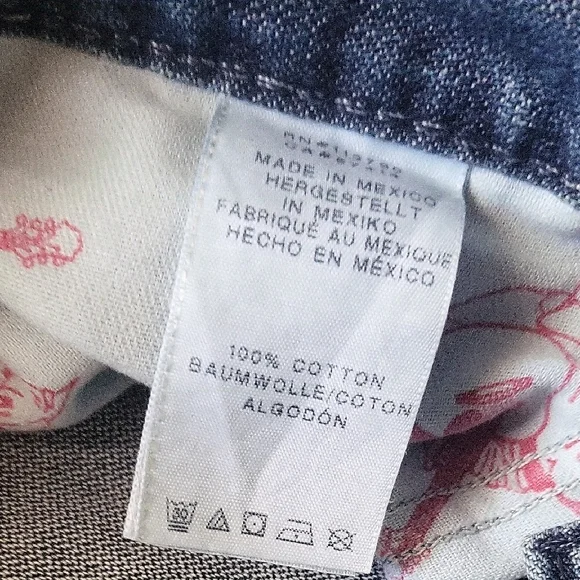 MADE IN MEXICO
HERGESTELLT
IN MEXIKO
FABRIQUÉ AU MEXIQUE
HECHO EN MÉXICO
100% COTTON
BAUMWOLLE/COTON
ALGODÓN
30